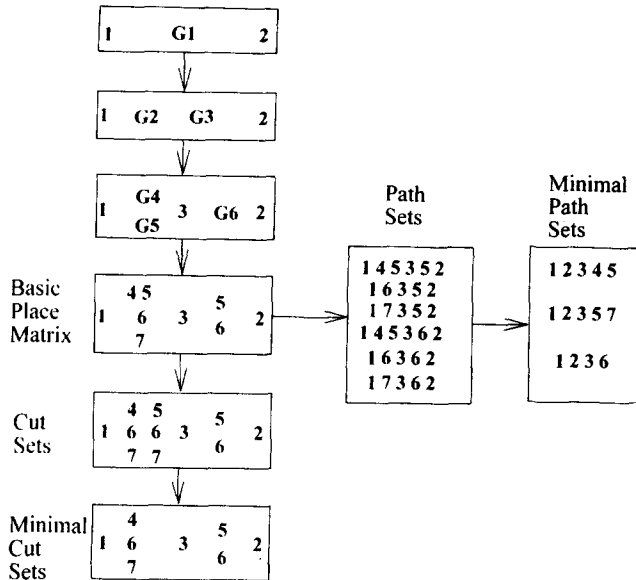 1 G1 2
1 G2 G3 2
G4
1 3 G6 2
G5
Basic
Place
Matrix
4 5
5
1 6 3 2
6
7
Path
Sets
1 4 5 3 5 2
1 6 3 5 2
1 7 3 5 2
1 4 5 3 6 2
1 6 3 6 2
1 7 3 6 2
Minimal
Path
Sets
1 2 3 4 5
1 2 3 5 7
1 2 3 6
Cut
Sets
4 5
5
1 6 6 3 2
6
7 7
Minimal
Cut
Sets
4
5
1 6 3 2
6
7